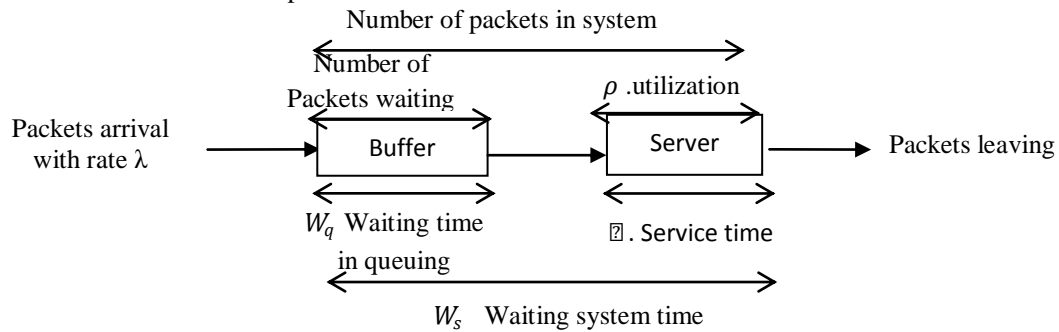 Number of packets in system
Number of
Packets waiting
ρ .utilization
Packets arrival
with rate λ
Buffer
Server
Packets leaving
W_q Waiting time
in queuing
. Service time
W_s Waiting system time